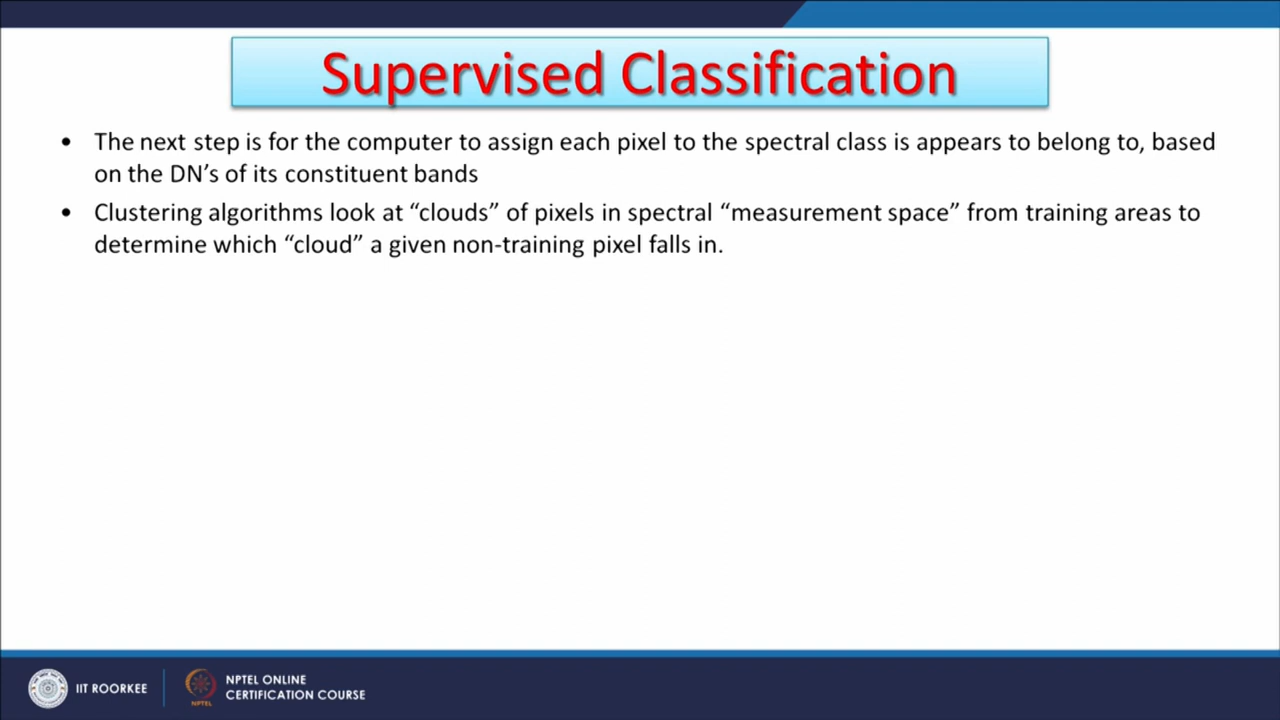 Supervised Classification
• The next step is for the computer to assign each pixel to the spectral class is appears to belong to, based
on the DN’s of its constituent bands
• Clustering algorithms look at “clouds” of pixels in spectral “measurement space” from training areas to
determine which “cloud” a given non-training pixel falls in.
IIT ROORKEE
NPTEL
NPTEL ONLINE
CERTIFICATION COURSE